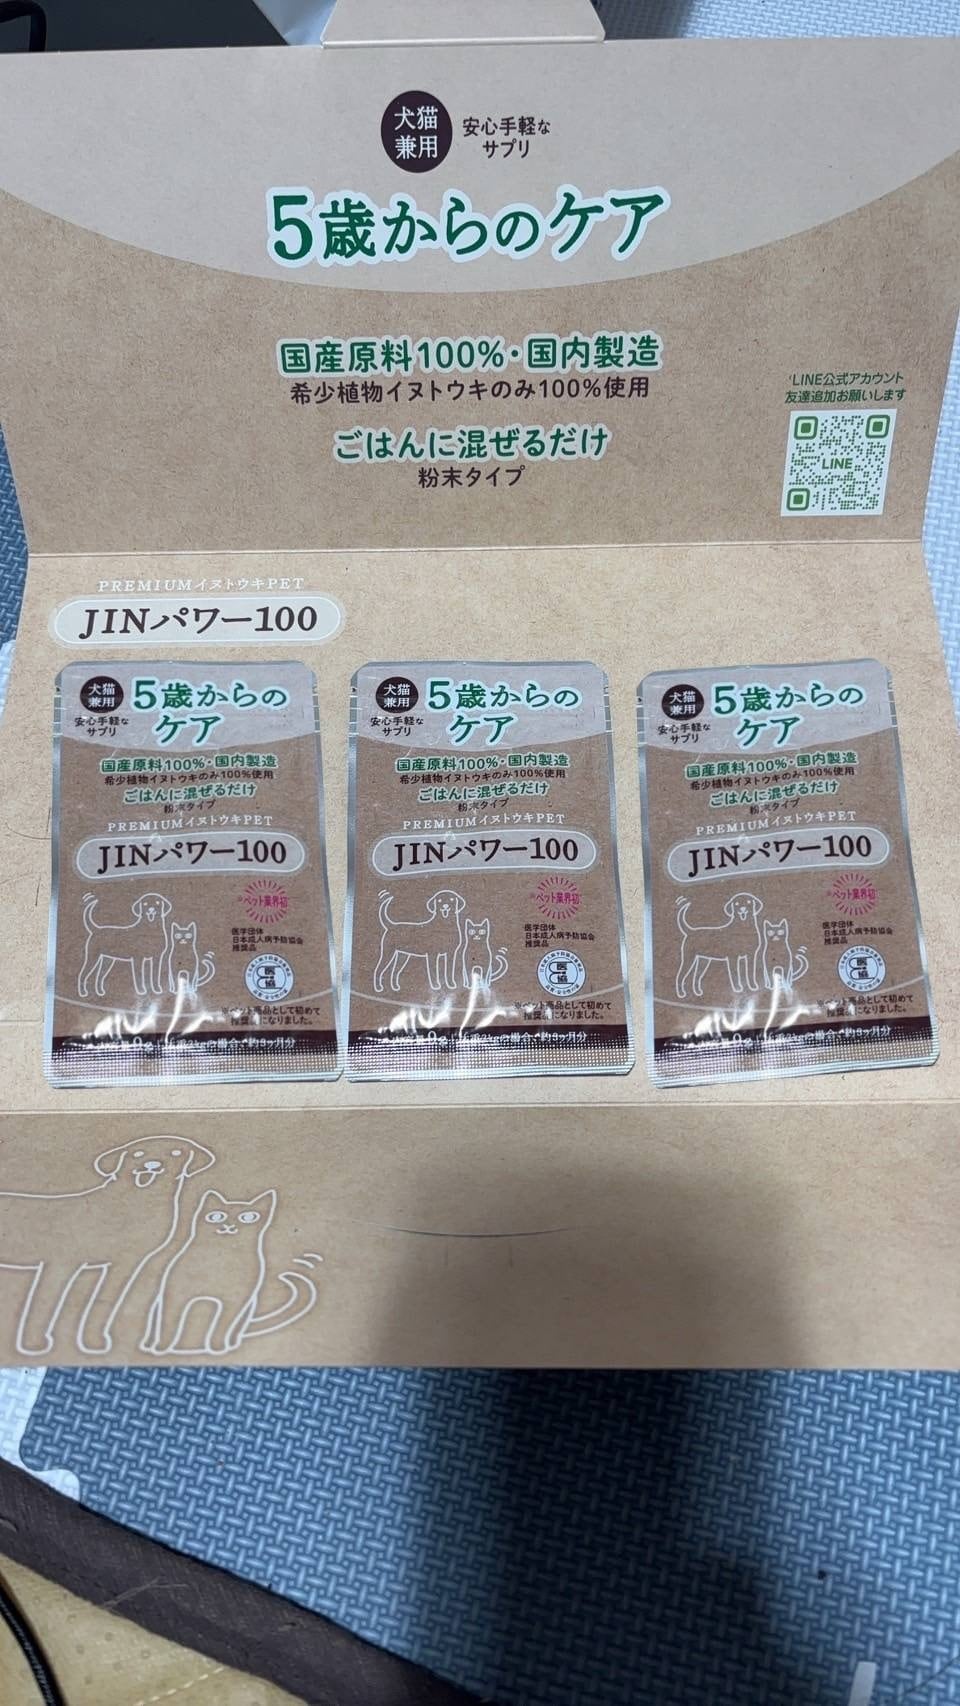 犬猫
兼用
安心手軽な
サプリ
5歳からのケア
国産原料100%・国内製造
希少植物イヌトウキのみ100%使用
ごはんに混ぜるだけ
粉末タイプ
LINE公式アカウント
友達追加お願いします
LINE
PREMIUMイヌトウキPET
JINパワー100
犬猫
兼用
安心手軽な
サプリ
5歳からの
ケア
国産原料100%・国内製造
希少植物イヌトウキのみ100%使用
ごはんに混ぜるだけ
粉末タイプ
PREMIUMイヌトウキPET
JINパワー100
※ペット業界初
医学団体
日本成人病予防協会
推奨品
医協
※ペット商品として初めて
推奨品になりました。
犬猫
兼用
安心手軽な
サプリ
5歳からの
ケア
国産原料100%・国内製造
希少植物イヌトウキのみ100%使用
ごはんに混ぜるだけ
粉末タイプ
PREMIUMイヌトウキPET
JINパワー100
※ペット業界初
医学団体
日本成人病予防協会
推奨品
医協
※ペット商品として初めて
推奨品になりました。
犬猫
兼用
安心手軽な
サプリ
5歳からの
ケア
国産原料100%・国内製造
希少植物イヌトウキのみ100%使用
ごはんに混ぜるだけ
粉末タイプ
PREMIUMイヌトウキPET
JINパワー100
※ペット業界初
医学団体
日本成人病予防協会
推奨品
医協
※ペット商品として初めて
推奨品になりました。